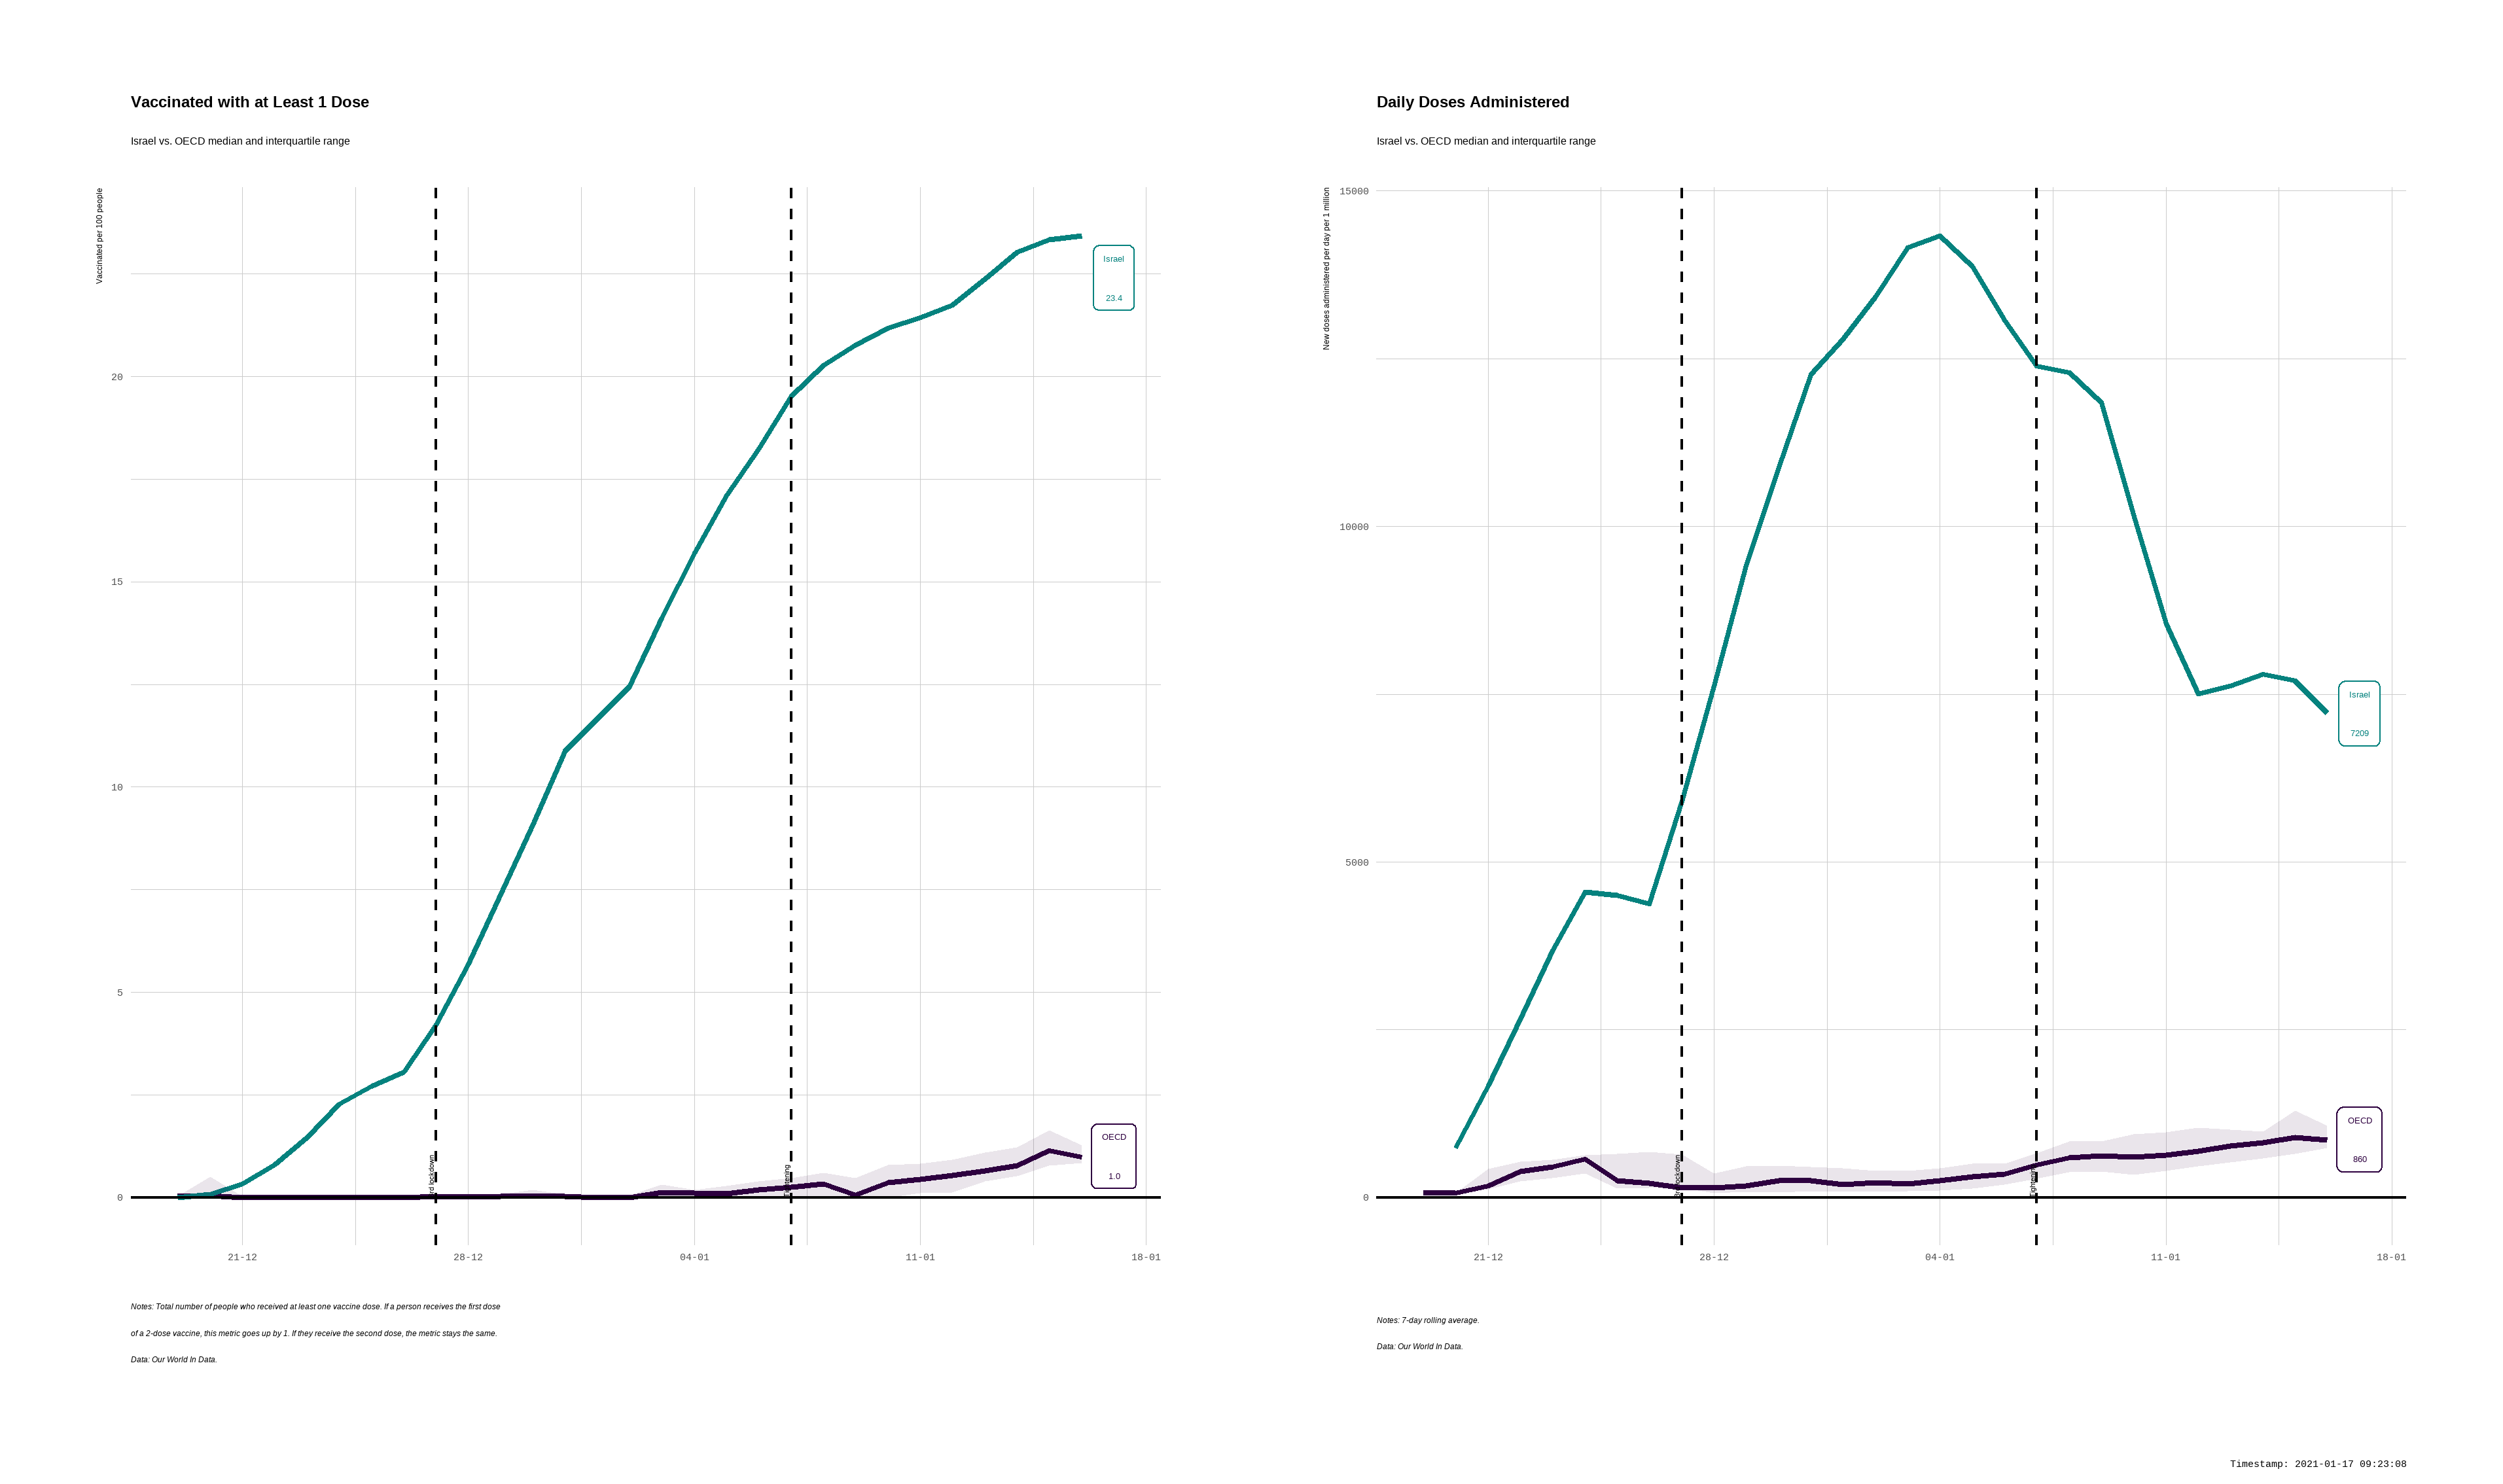 Vaccinated with at Least 1 Dose
Israel vs. OECD median and interquartile range
Vaccinated per 100 people
20
15
10
5
0
21-12
28-12
04-01
11-01
18-01
Israel
23.4
OECD
1.0
lockdown
Notes: Total number of people who received at least one vaccine dose. If a person receives the first dose
of a 2-dose vaccine, this metric goes up by 1. If they receive the second dose, the metric stays the same.
Data: Our World In Data.
Daily Doses Administered
Israel vs. OECD median and interquartile range
New doses administered per day per 1 million
15000
10000
5000
0
21-12
28-12
04-01
11-01
18-01
Israel
7209
OECD
860
lockdown
Tightening
Notes: 7-day rolling average.
Data: Our World In Data.
Timestamp: 2021-01-17 09:23:08